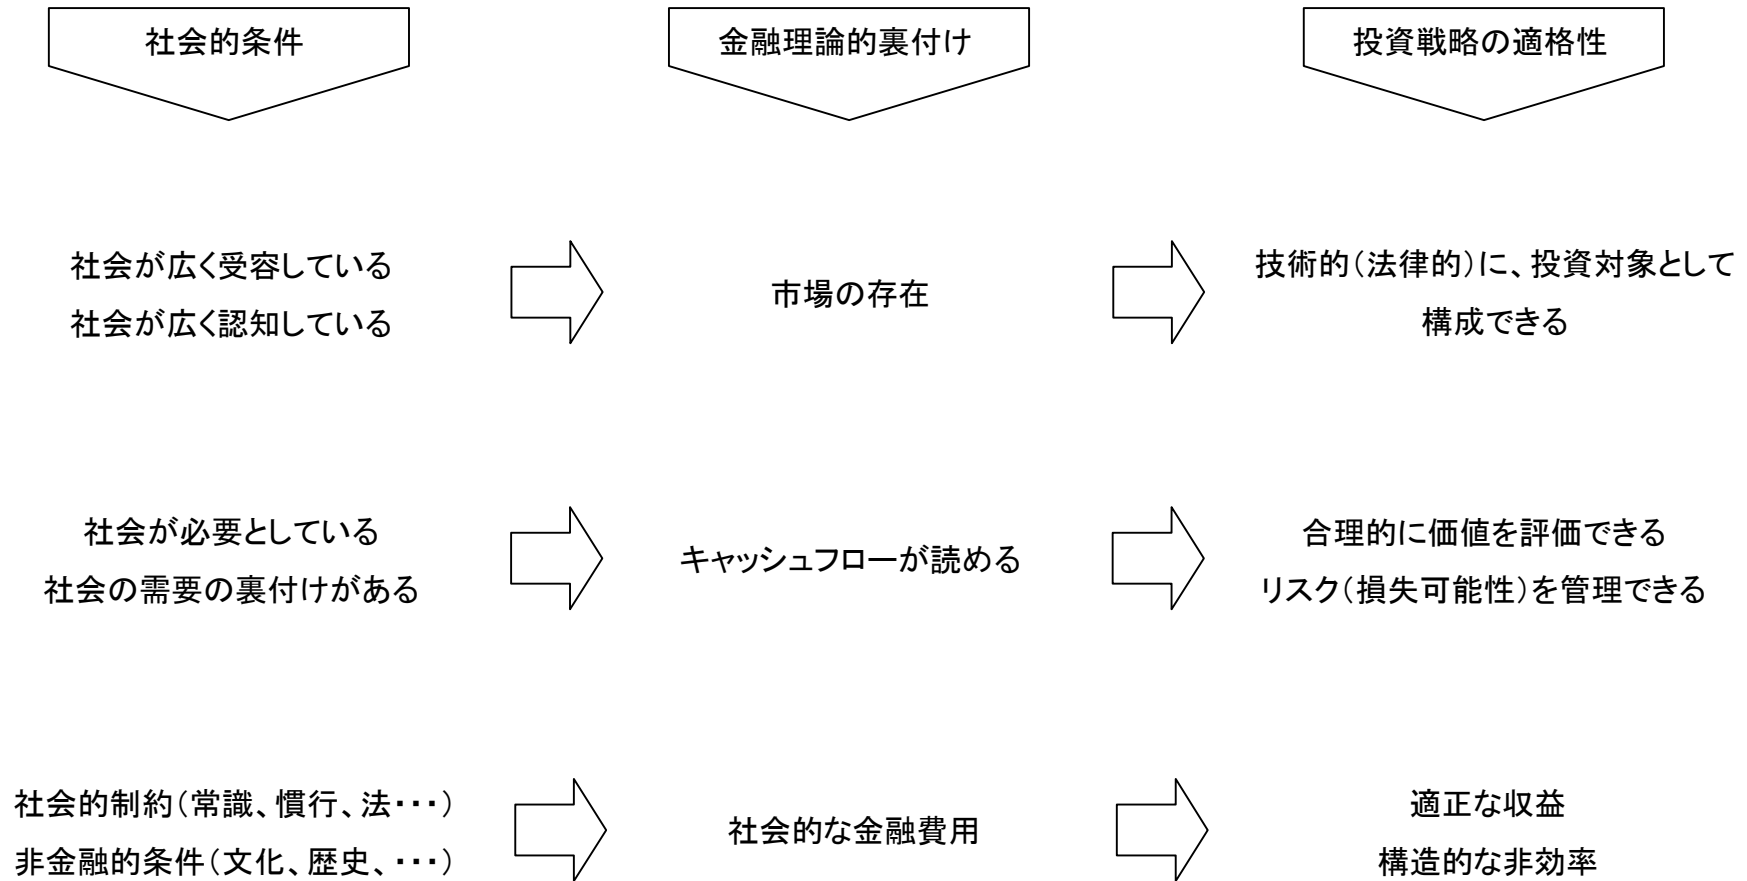 社会的条件
金融理論的裏付け
投資戦略の適格性
社会が広く受容している
社会が広く認知している
市場の存在
技術的（法律的）に、投資対象として
構成できる
社会が必要としている
社会の需要の裏付けがある
キャッシュフローが読める
合理的に価値を評価できる
リスク（損失可能性）を管理できる
社会的制約（常識、慣行、法・・・）
非金融的条件（文化、歴史、・・・）
社会的な金融費用
適正な収益
構造的な非効率